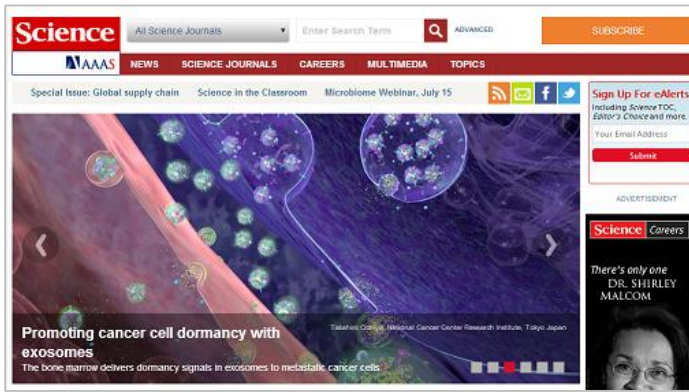 Science
All Science Journals
Enter Search Term
ADVANCED
SUBSCRIBE
AAAS
NEWS
SCIENCE JOURNALS
CAREERS
MULTIMEDIA
TOPICS
Special Issue: Global supply chain
Science in the Classroom
Microbiome Webinar, July 15
Sign Up For eAlerts
Including Science TOC,
Editor's Choice and more.
Your Email Address
Submit
ADVERTISEMENT
Science Careers
There's only one
DR. SHIRLEY
MALCOM
Promoting cancer cell dormancy with
exosomes
The bone marrow delivers dormancy signals in exosomes to metastatic cancer cells
Takahiro Ochiya, National Cancer Center Research Institute, Tokyo Japan